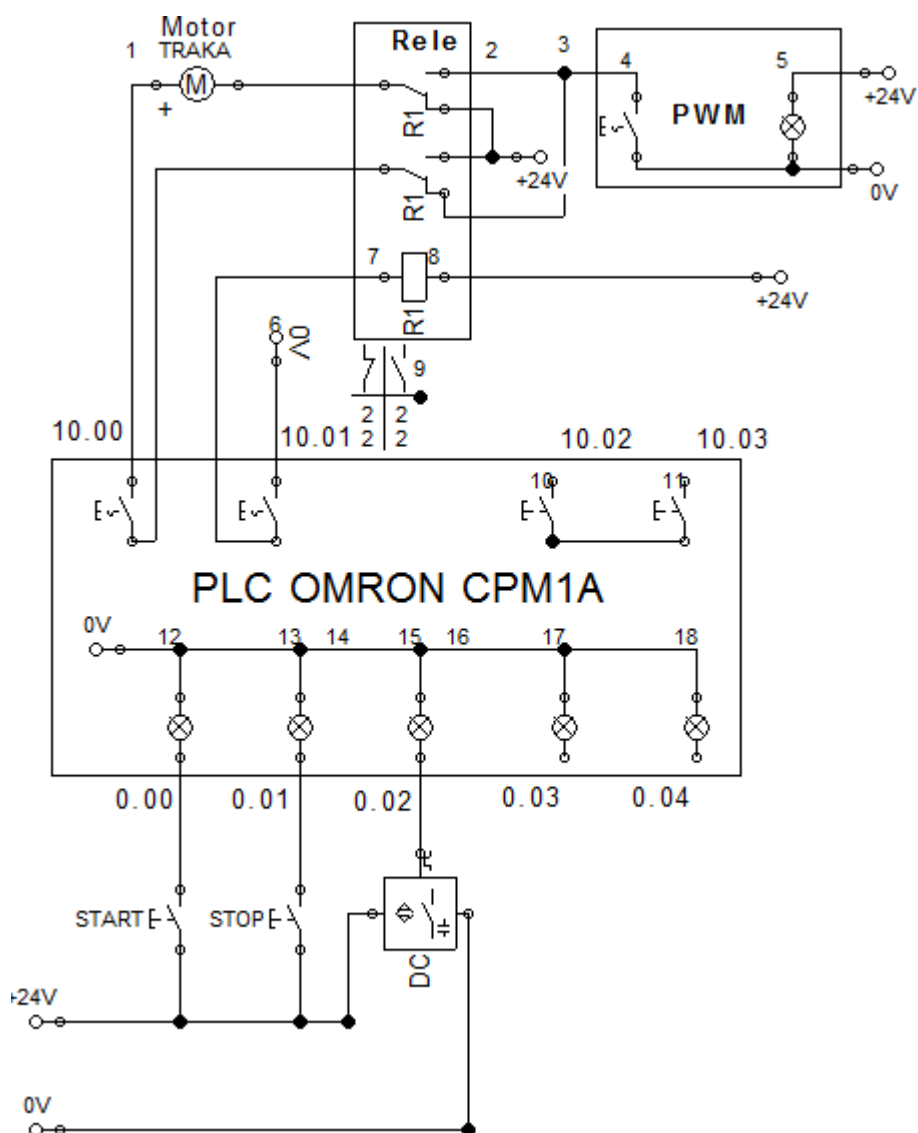 Motor
1 TRAKA
Rele 2 3 4 5
M
+
R1
PWM
+24V
+24V
0V
R1
7 8
+24V
R1
6 0V
9
2 2
2 2
10.00 10.01 10.02 10.03
10 11
PLC OMRON CPM1A
0V 12 13 14 15 16 17 18
0.00 0.01 0.02 0.03 0.04
START STOP
DC
+24V
0V